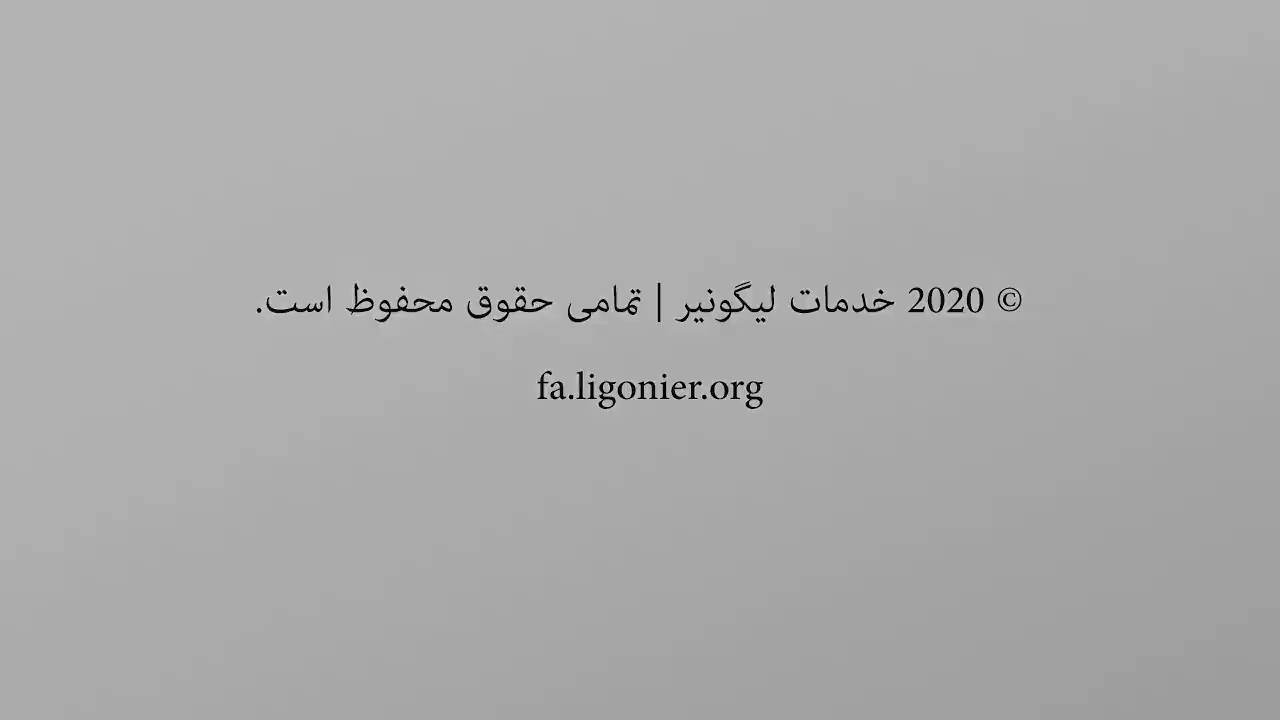 © 2020 خدمات لیگونیر | تمامی حقوق محفوظ است.
fa.ligonier.org